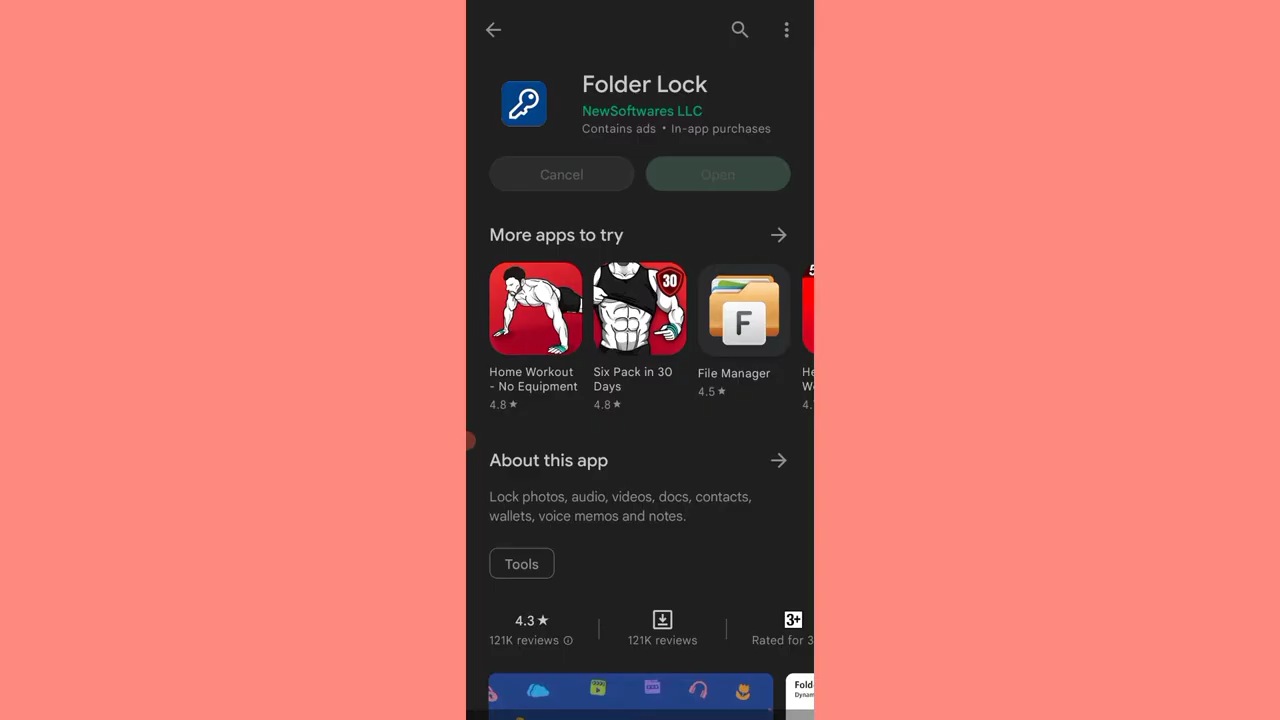 Folder Lock
NewSoftwares LLC
Contains ads • In-app purchases
Cancel
Open
More apps to try
30
F
Home Workout
- No Equipment
4.8 ★
Six Pack in 30
Days
4.8 ★
File Manager
4.5 ★
About this app
Lock photos, audio, videos, docs, contacts,
wallets, voice memos and notes.
Tools
4.3 ★
121K reviews
121K reviews
3+
Rated for 3
Fold
Dynam